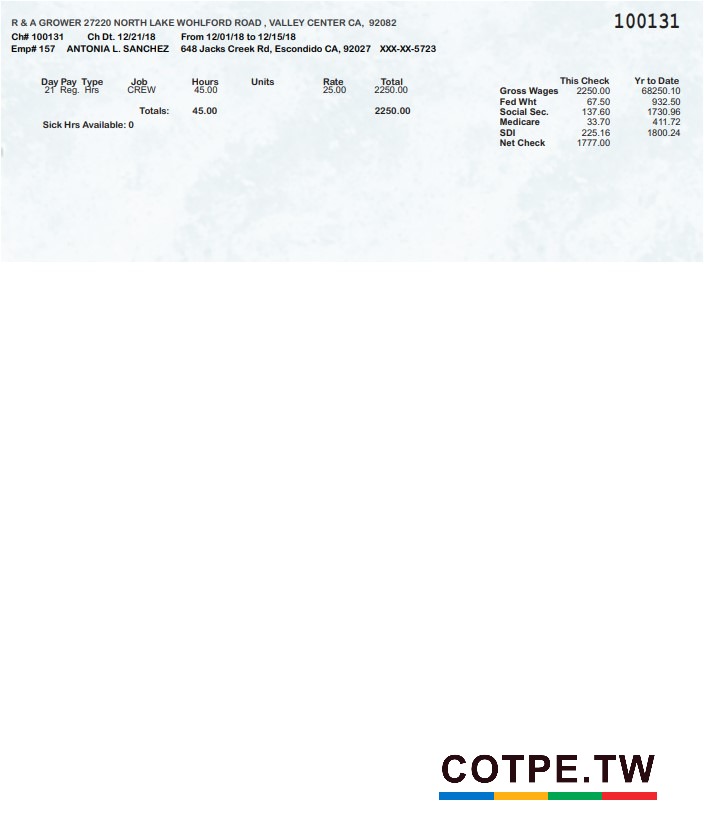 R & A GROWER 27220 NORTH LAKE WOHLFORD ROAD , VALLEY CENTER CA, 92082
100131
Ch# 100131 Ch Dt. 12/21/18 From 12/01/18 to 12/15/18
Emp# 157 ANTONIA L. SANCHEZ 648 Jacks Creek Rd, Escondido CA, 92027 XXX-XX-5723
Day Pay Type Job Hours Units Rate Total
21 Reg. Hrs CREW 45.00 25.00 2250.00
Totals: 45.00 2250.00
Sick Hrs Available: 0
This Check Yr to Date
Gross Wages 2250.00 68250.10
Fed Wht 67.50 932.50
Social Sec. 137.60 1730.96
Medicare 33.70 411.72
SDI 225.16 1800.24
Net Check 1777.00
COTPE.TW